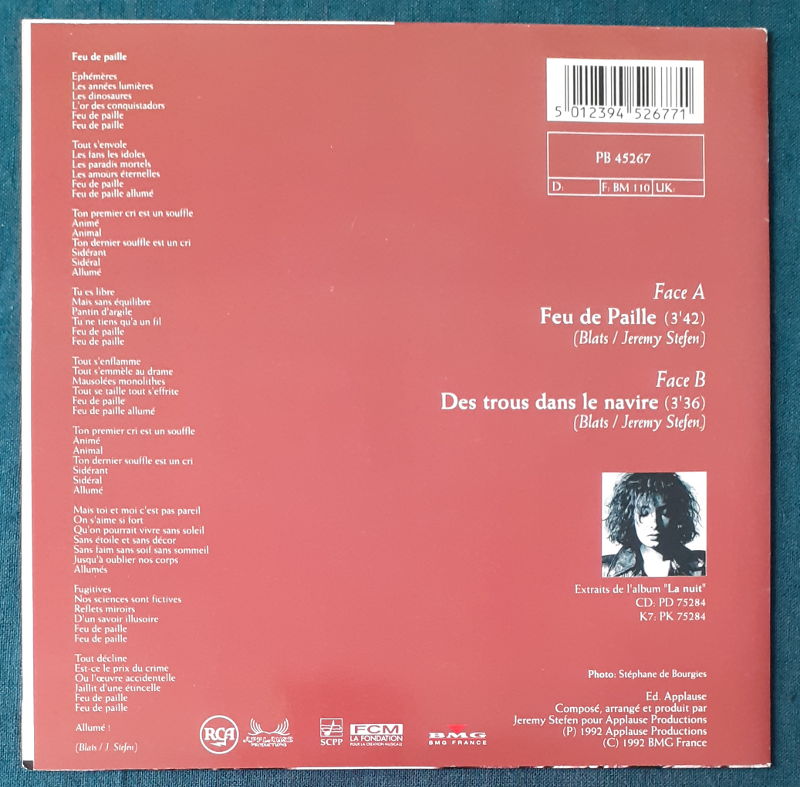 Feu de paille
Ephémères
Les années lumières
Les dinosaures
L'or des conquistadors
Feu de paille
Feu de paille
Tout s'envole
Les fans les idoles
Les paradis mortels
Les amours éternelles
Feu de paille
Feu de paille allumé
Ton premier cri est un souffle
Animé
Animal
Ton dernier souffle est un cri
Sidérant
Sidéral
Allumé
Tu es libre
Mais sans équilibre
Pantin d'argile
Tu ne tiens qu'à un fil
Feu de paille
Feu de paille
Tout s'enflamme
Tout s'emmèle au drame
Mausolées monolithes
Tout se taille tout s'effrite
Feu de paille
Feu de paille allumé
Ton premier cri est un souffle
Animé
Animal
Ton dernier souffle est un cri
Sidérant
Sidéral
Allumé
Mais toi et moi c'est pas pareil
On s'aime si fort
Qu'on pourrait vivre sans soleil
Sans étoile et sans décor
Sans faim sans soif sans sommeil
Jusqu'à oublier nos corps
Allumés
Fugitives
Nos sciences sont fictives
Reflets miroirs
D'un savoir illusoire
Feu de paille
Feu de paille
Tout décline
Est-ce le prix du crime
Ou l'œuvre accidentelle
Jaillit d'une étincelle
Feu de paille
Feu de paille
Allumé !
(Blats / J. Stefen)
5 012394 526771
PB 45267
D: F: BM 110 UK:
Face A
Feu de Paille (3'42)
(Blats / Jeremy Stefen)
Face B
Des trous dans le navire (3'36)
(Blats / Jeremy Stefen)
Extraits de l'album "La nuit"
CD: PD 75284
K7: PK 75284
Photo: Stéphane de Bourgies
Ed. Applause
Composé, arrangé et produit par
Jeremy Stefen pour Applause Productions
(P) 1992 Applause Productions
(C) 1992 BMG France
RCA
APPLAUSE
PRODUCTIONS
SCPP
FCM
LA FONDATION
POUR LA CRÉATION MUSICALE
BMG
BMG FRANCE